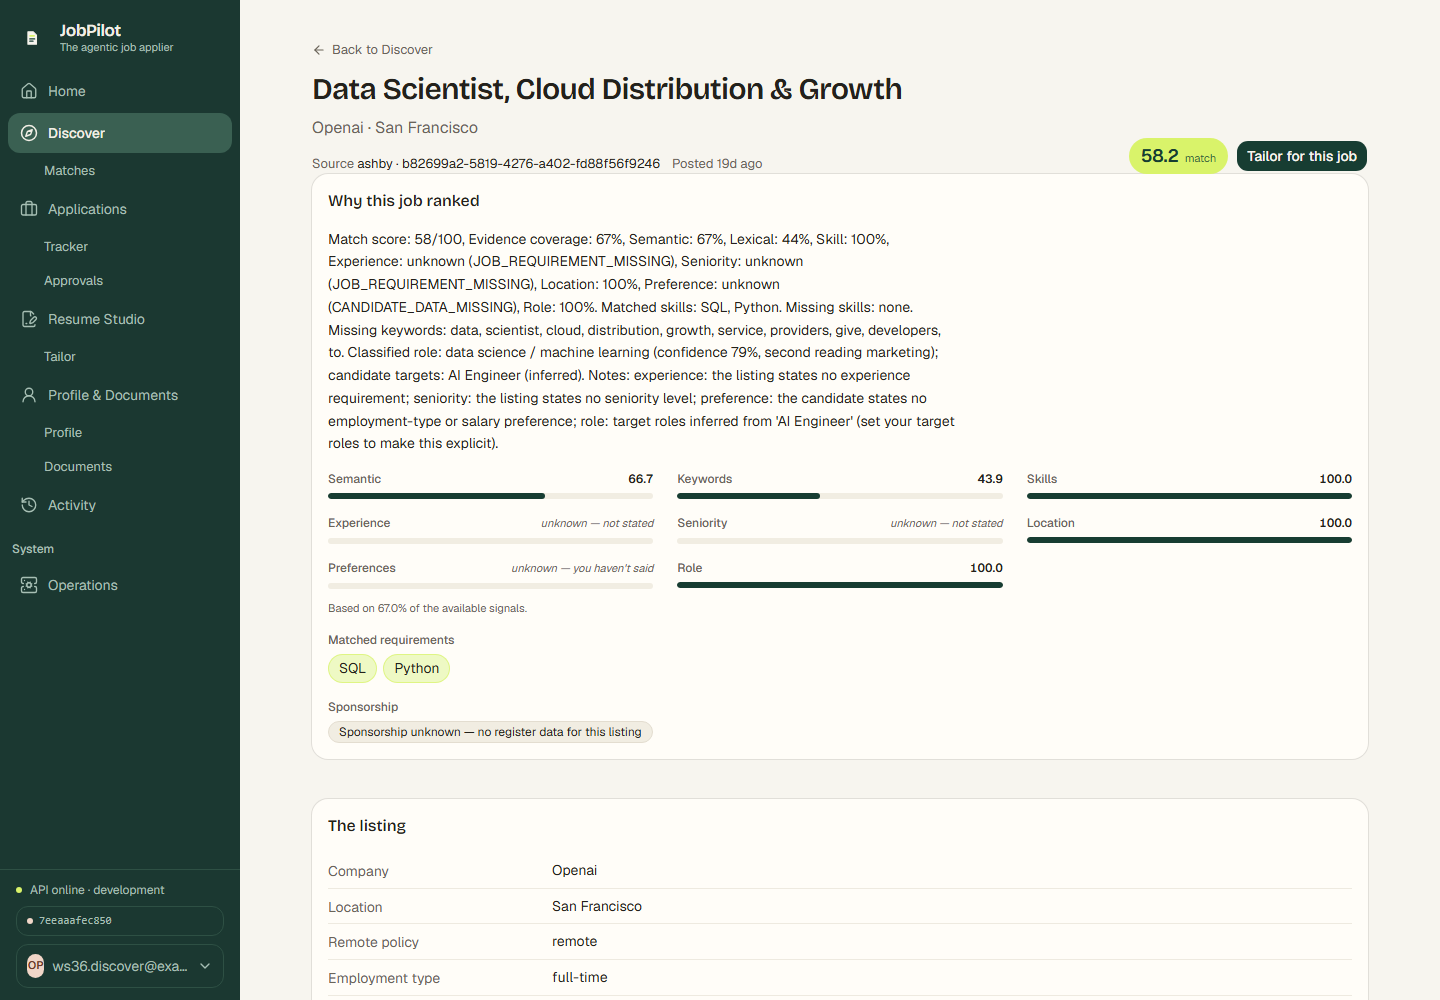 JobPilot
The agentic job applier
Home
Discover
Matches
Applications
Tracker
Approvals
Resume Studio
Tailor
Profile & Documents
Profile
Documents
Activity
System
Operations
API online · development
7eeaaafec850
OP
ws36.discover@exa...
← Back to Discover
Data Scientist, Cloud Distribution & Growth
Openai · San Francisco
Source ashby · b82699a2-5819-4276-a402-fd88f56f9246 Posted 19d ago
58.2 match
Tailor for this job
Why this job ranked
Match score: 58/100, Evidence coverage: 67%, Semantic: 67%, Lexical: 44%, Skill: 100%,
Experience: unknown (JOB_REQUIREMENT_MISSING), Seniority: unknown
(JOB_REQUIREMENT_MISSING), Location: 100%, Preference: unknown
(CANDIDATE_DATA_MISSING), Role: 100%. Matched skills: SQL, Python. Missing skills: none.
Missing keywords: data, scientist, cloud, distribution, growth, service, providers, give, developers,
to. Classified role: data science / machine learning (confidence 79%, second reading marketing);
candidate targets: AI Engineer (inferred). Notes: experience: the listing states no experience
requirement; seniority: the listing states no seniority level; preference: the candidate states no
employment-type or salary preference; role: target roles inferred from 'AI Engineer' (set your target
roles to make this explicit).
Semantic 66.7
Keywords 43.9
Skills 100.0
Experience unknown — not stated
Seniority unknown — not stated
Location 100.0
Preferences unknown — you haven't said
Role 100.0
Based on 67.0% of the available signals.
Matched requirements
SQL
Python
Sponsorship
Sponsorship unknown — no register data for this listing
The listing
Company Openai
Location San Francisco
Remote policy remote
Employment type full-time